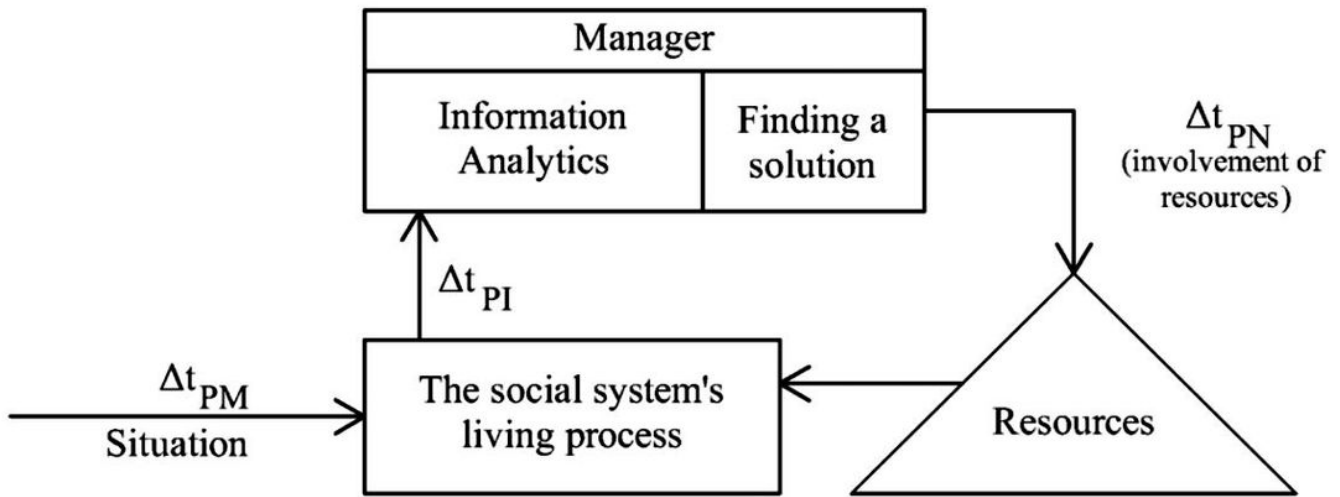 Manager
Information
Analytics
Finding a
solution
Δt PN
(involvement of
resources)
Δt PI
Δt PM
Situation
The social system's
living process
Resources